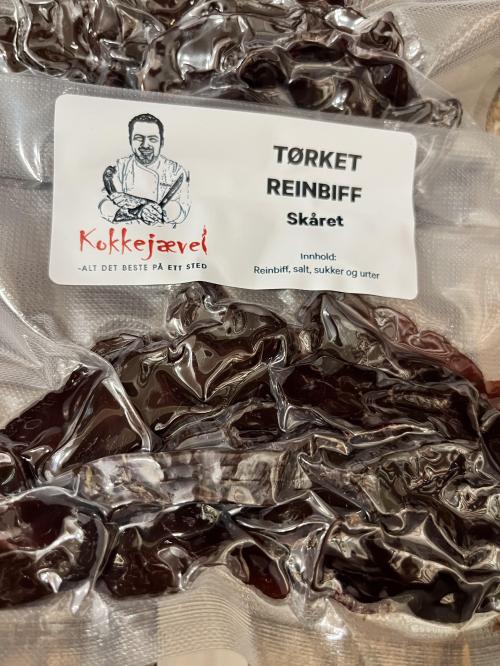 TØRKET
REINBIFF
Skåret
Kokkejævel
-ALT DET BESTE PÅ ETT STED
Innhold:
Reinbiff, salt, sukker og urter